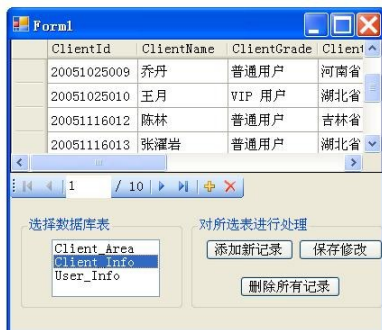 Form1
ClientId ClientName ClientGrade Client
20051025009 乔丹 普通用户 河南省
20051025010 王月 VIP 用户 湖北省
20051116012 陈林 普通用户 吉林省
20051116013 张濯岩 普通用户 湖北省
1 / 10
选择数据库表 对所选表进行处理
Client_Area 添加新记录 保存修改
Client_Info
User_Info 删除所有记录